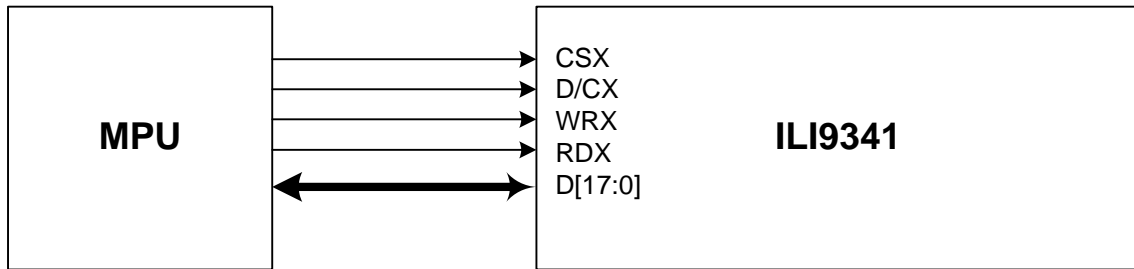 MPU
CSX
D/CX
WRX
RDX
D[17:0]
ILI9341